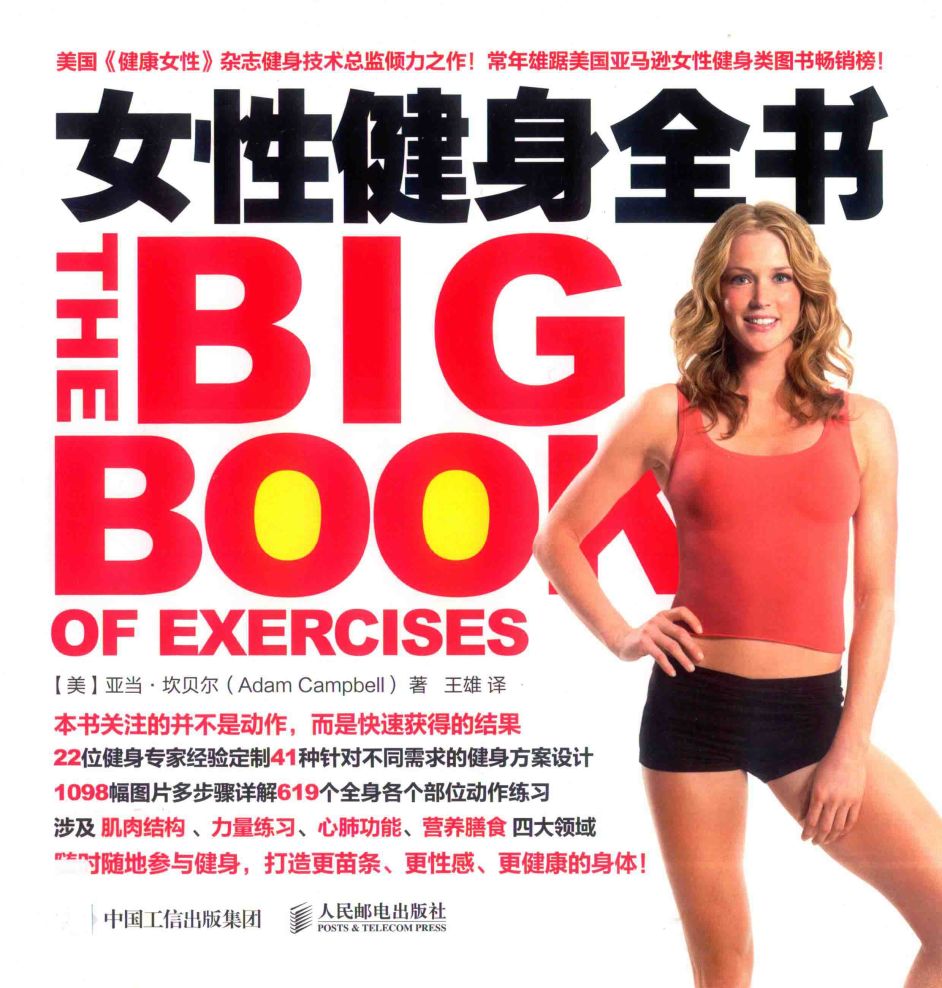 美国《健康女性》杂志健身技术总监倾力之作！常年雄踞美国亚马逊女性健身类图书畅销榜！
女性健身全书
THE BIG
BOOK
OF EXERCISES
【美】亚当·坎贝尔（Adam Campbell）著 王雄 译
本书关注的并不是动作，而是快速获得的结果
22位健身专家经验定制41种针对不同需求的健身方案设计
1098幅图片多步骤详解619个全身各个部位动作练习
涉及 肌肉结构、力量练习、心肺功能、营养膳食 四大领域
随时随地参与健身，打造更苗条、更性感、更健康的身体！
中国工信出版集团 人民邮电出版社
POSTS & TELECOM PRESS